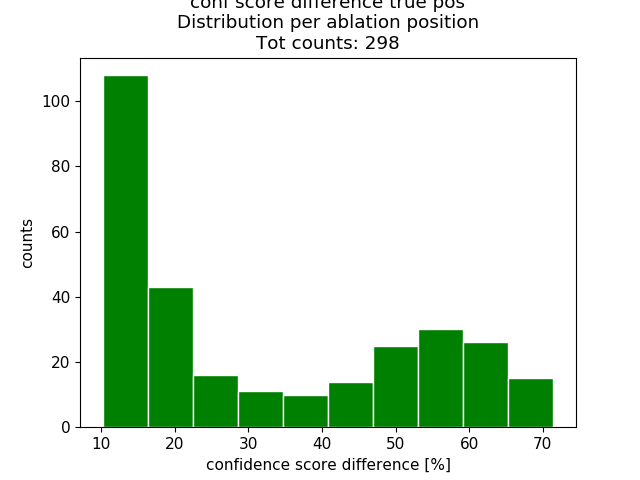 conf score difference true pos
Distribution per ablation position
Tot counts: 298
100
80
60
40
20
0
counts
10 20 30 40 50 60 70
confidence score difference [%]